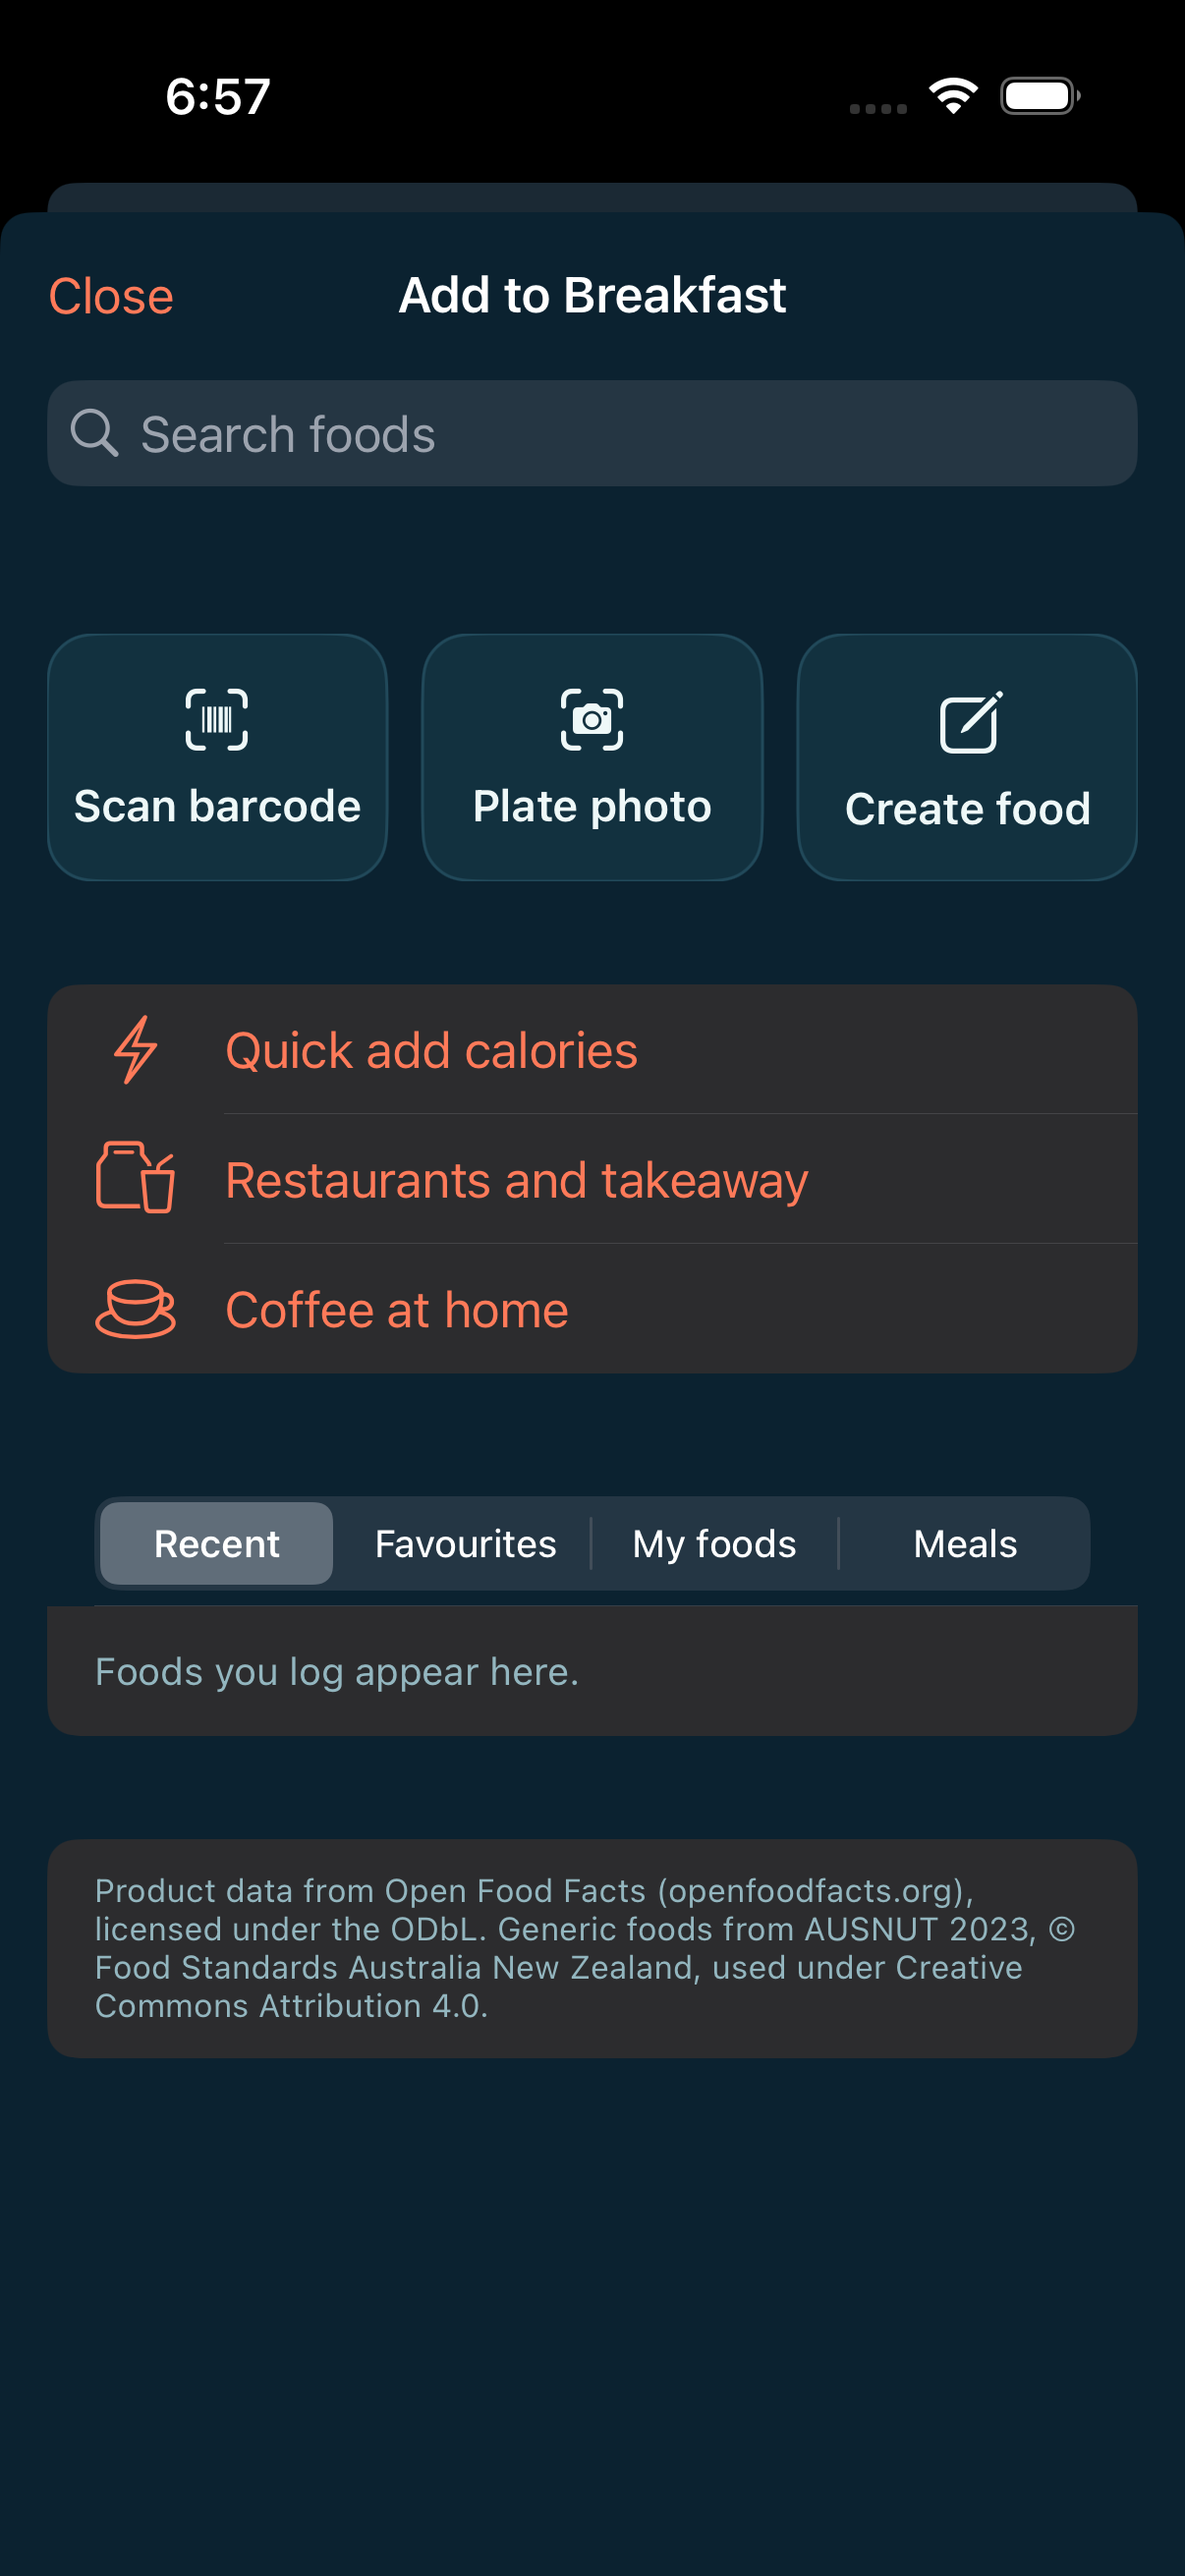 6:57
Close
Add to Breakfast
Search foods
Scan barcode
Plate photo
Create food
Quick add calories
Restaurants and takeaway
Coffee at home
Recent
Favourites
My foods
Meals
Foods you log appear here.
Product data from Open Food Facts (openfoodfacts.org),
licensed under the ODbL. Generic foods from AUSNUT 2023, ©
Food Standards Australia New Zealand, used under Creative
Commons Attribution 4.0.